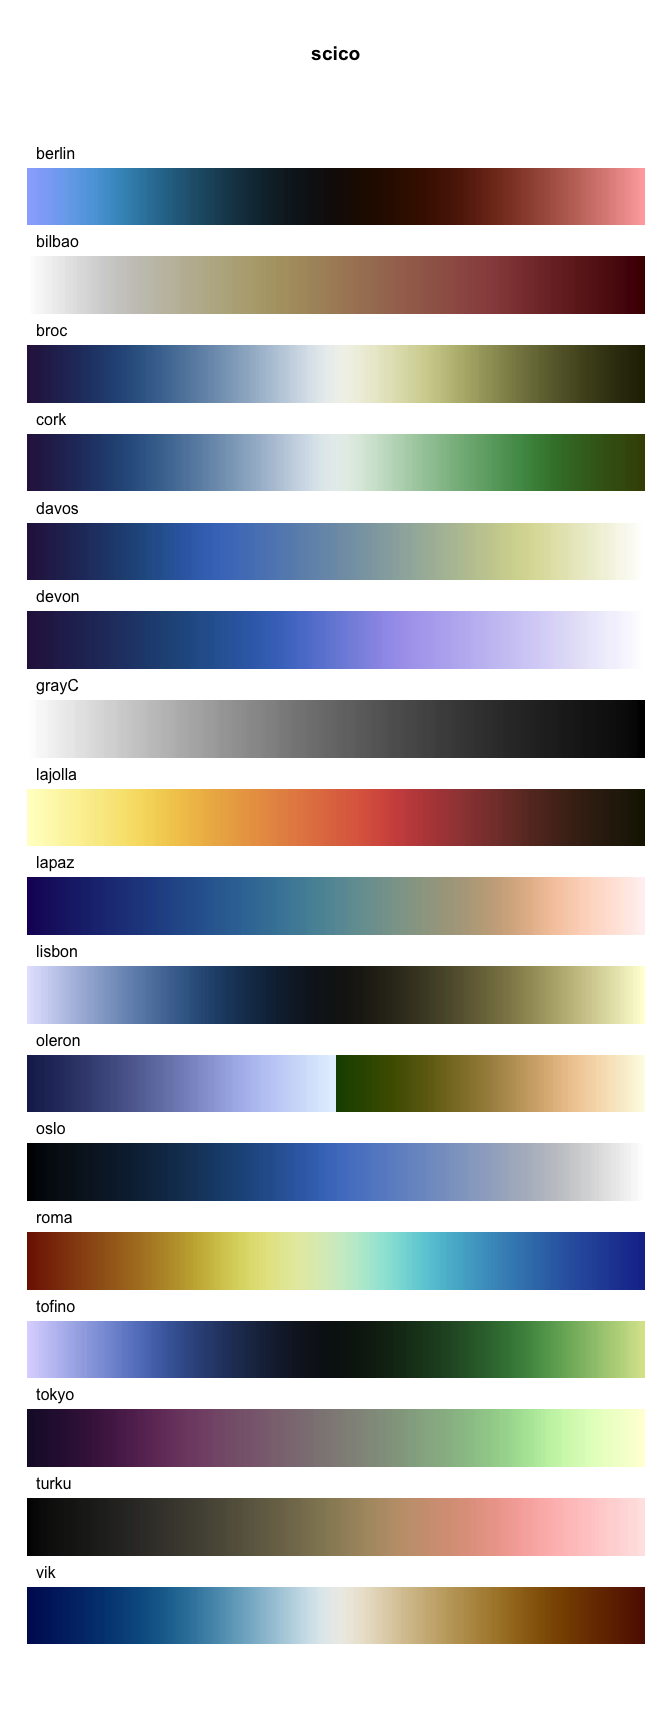 scico
berlin
bilbao
broc
cork
davos
devon
grayC
lajolla
lapaz
lisbon
oleron
oslo
roma
tofino
tokyo
turku
vik